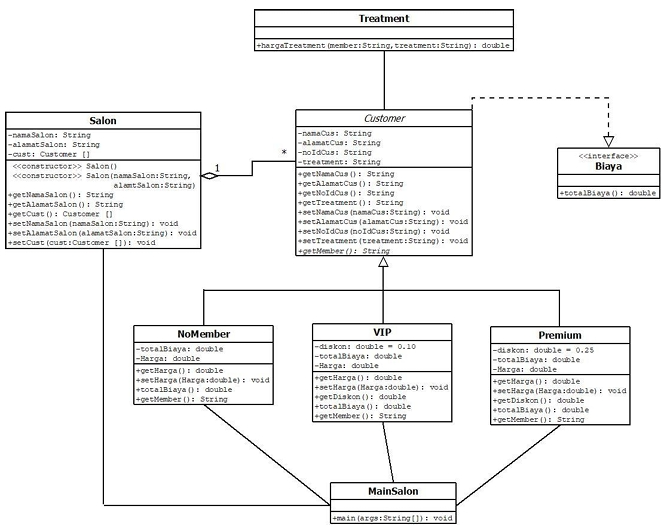 Treatment
+hargaTreatment(member:String,treatment:String): double
Customer
-namaCus: String
-alamatCus: String
-noIdCus: String
-treatment: String
+getNamaCus(): String
+getAlamatCus(): String
+getNoIdCus(): String
+getTreatment(): String
+setNamaCus(namaCus:String): void
+setAlamatCus(alamatCus:String): void
+setNoIdCus(noIdCus:String): void
+setTreatment(treatment:String): void
+getMember(): String
Salon
-namaSalon: String
-alamatSalon: String
-cust: Customer []
<<constructor>> Salon()
<<constructor>> Salon(namaSalon:String,
alamtSalon:String)
+getNamaSalon(): String
+getAlamatSalon(): String
+getCust(): Customer []
+setNamaSalon(namaSalon:String): void
+setAlamatSalon(alamatSalon:String): void
+setCust(cust:Customer []): void
1
*
<<interface>>
Biaya
+totalBiaya(): double
NoMember
-totalBiaya: double
-Harga: double
+getHarga(): double
+setHarga(Harga:double): void
+totalBiaya(): double
+getMember(): String
VIP
-diskon: double = 0.10
-totalBiaya: double
-Harga: double
+getHarga(): double
+setHarga(Harga:double): void
+getDiskon(): double
+totalBiaya(): double
+getMember(): String
Premium
-diskon: double = 0.25
-totalBiaya: double
-Harga: double
+getHarga(): double
+setHarga(Harga:double): void
+getDiskon(): double
+totalBiaya(): double
+getMember(): String
MainSalon
+main(args:String[]): void